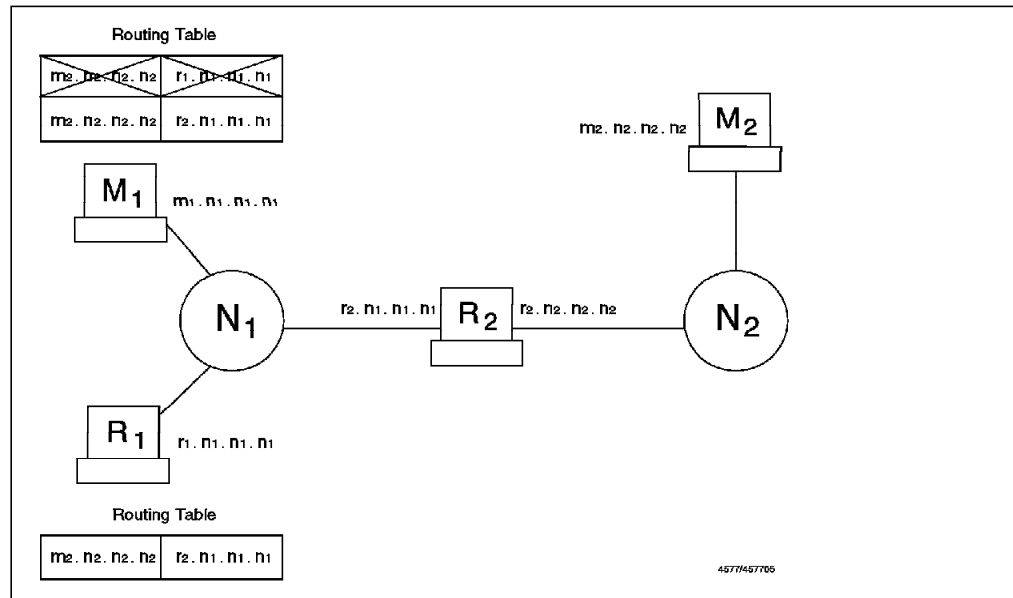 Routing Table
m2. n2. n2. n2 r1. n1. n1. n1
m2. n2. n2. n2 r2. n1. n1. n1
M2
m2. n2. n2. n2
M1
m1. n1. n1. n1
N1
r2. n1. n1. n1
R2
r2. n2. n2. n2
N2
R1
r1. n1. n1. n1
Routing Table
m2. n2. n2. n2 r2. n1. n1. n1
4577/457705